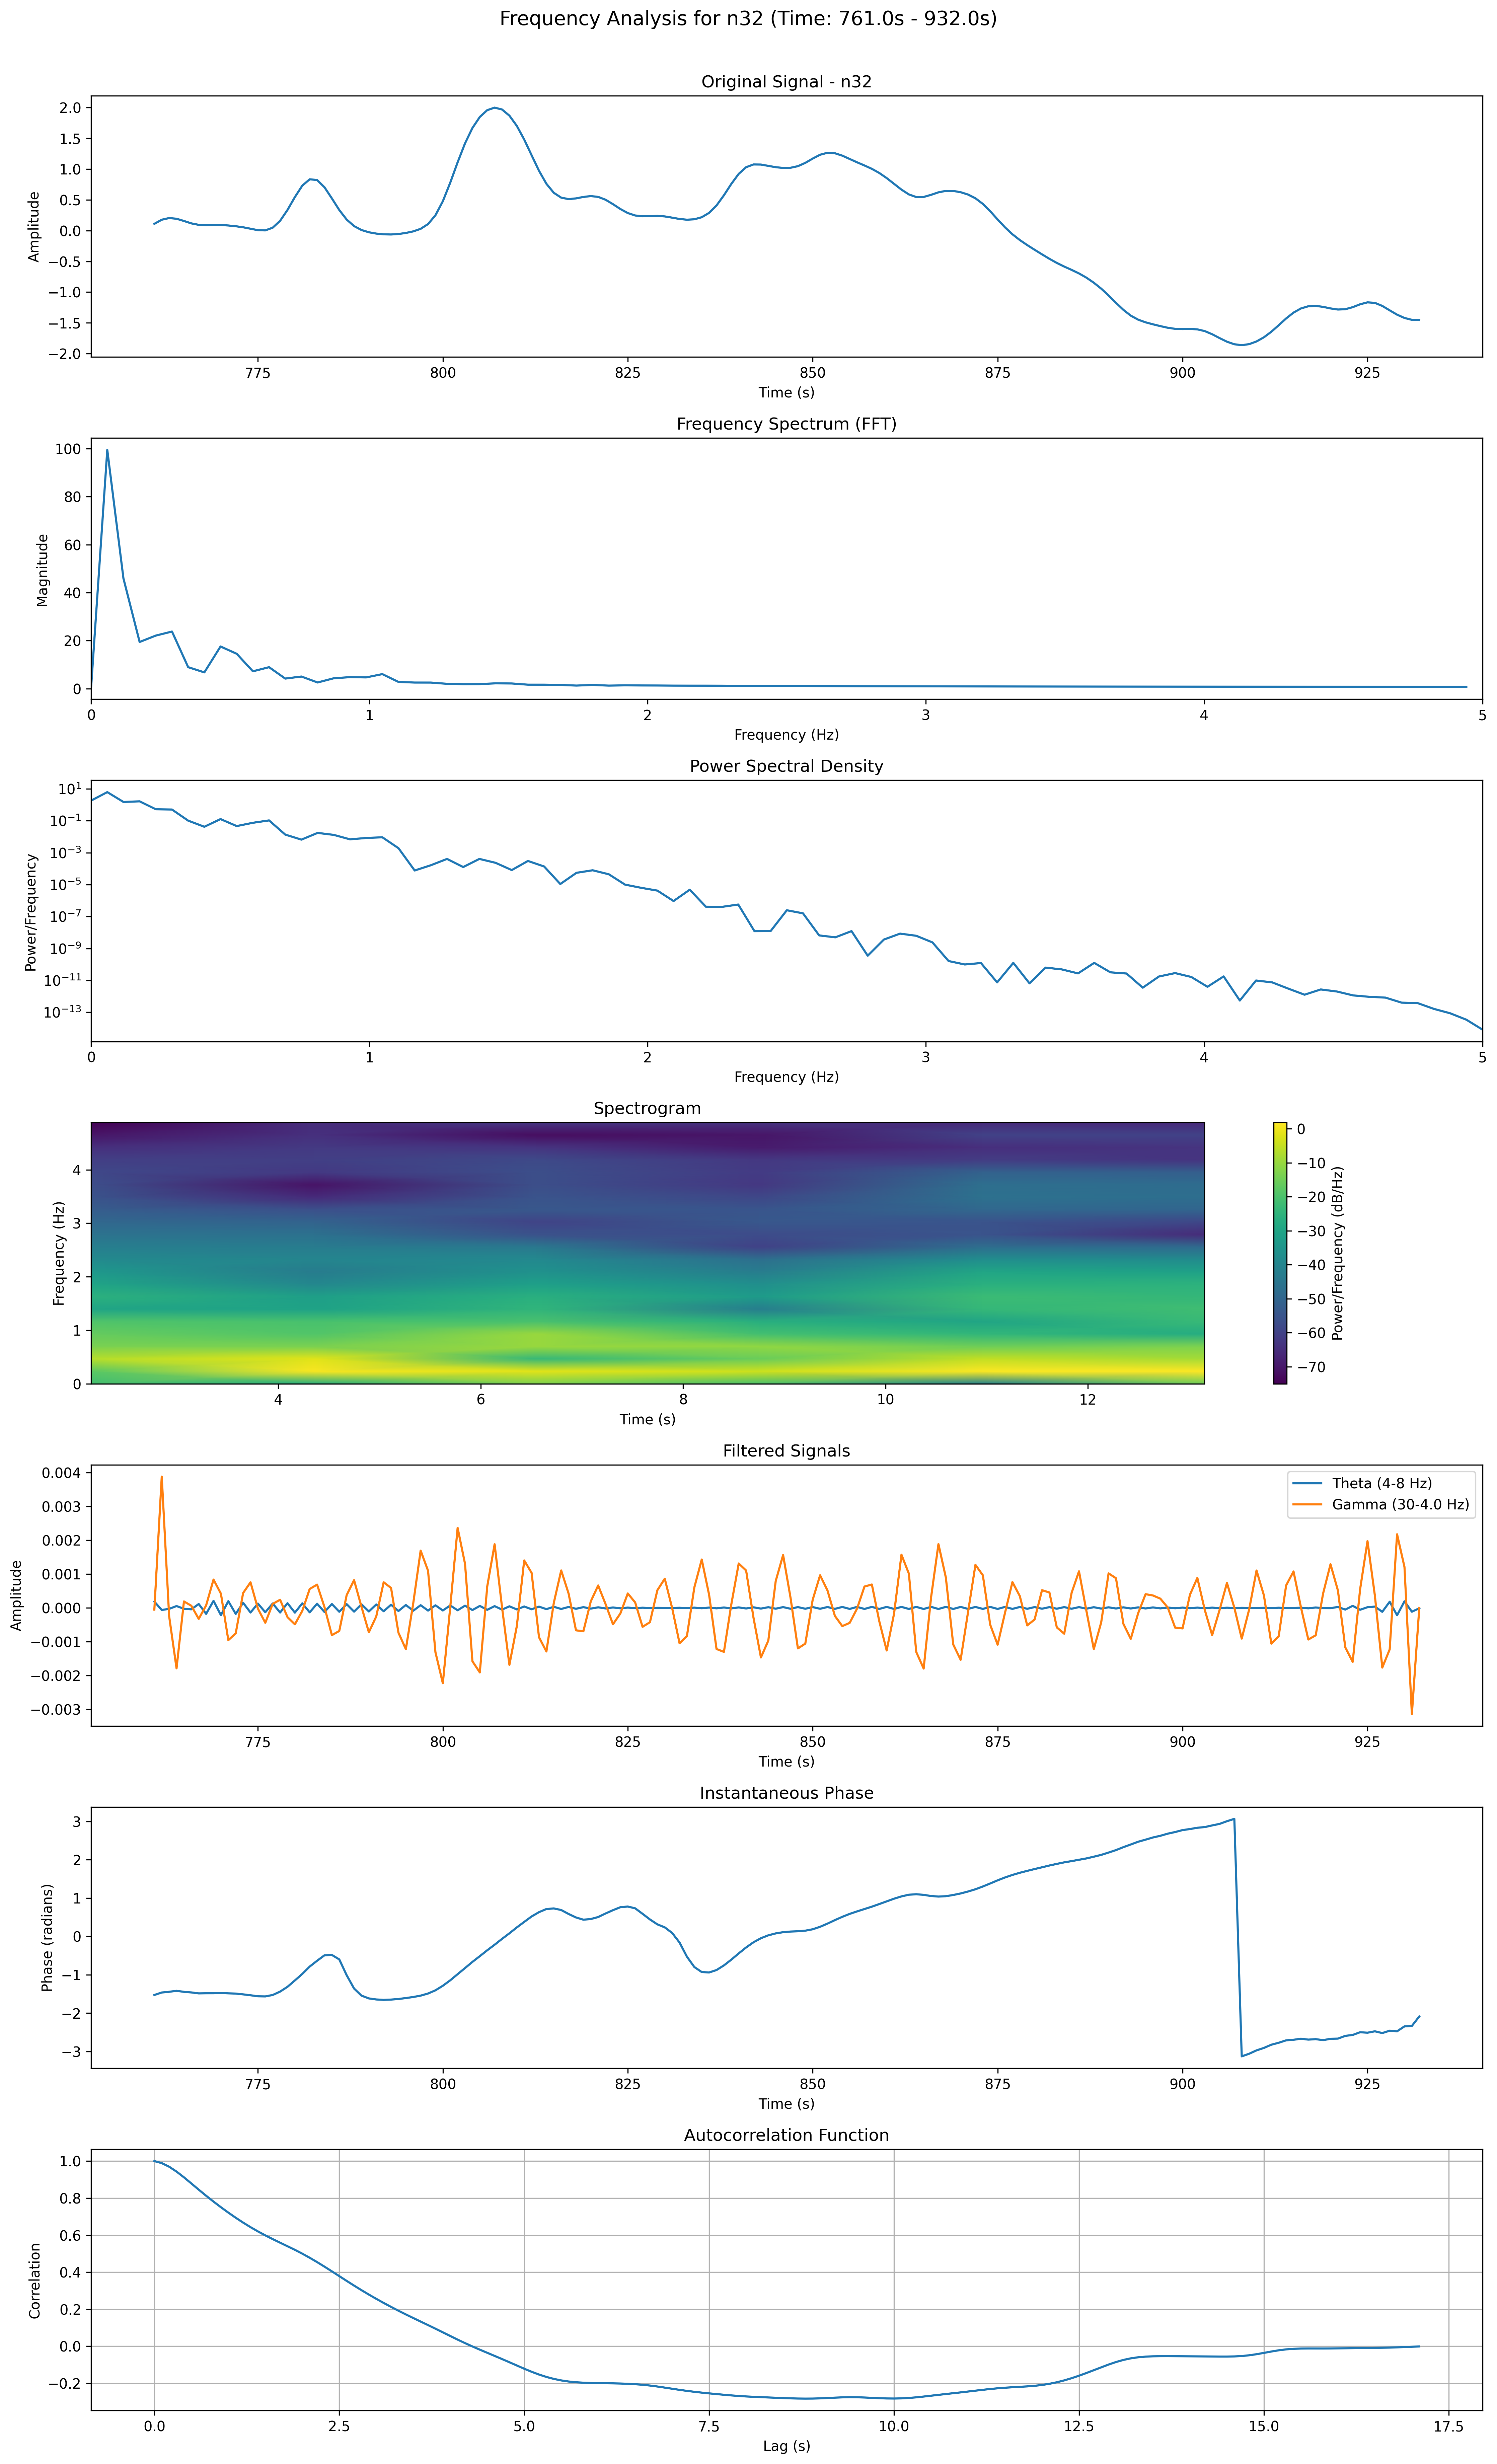 Frequency Analysis for n32 (Time: 761.0s - 932.0s)
Original Signal - n32
Amplitude
2.0
1.5
1.0
0.5
0.0
−0.5
−1.0
−1.5
−2.0
775 800 825 850 875 900 925
Time (s)
Frequency Spectrum (FFT)
Magnitude
100
80
60
40
20
0
0 1 2 3 4 5
Frequency (Hz)
Power Spectral Density
Power/Frequency
10¹
10⁻¹
10⁻³
10⁻⁵
10⁻⁷
10⁻⁹
10⁻¹¹
10⁻¹³
0 1 2 3 4 5
Frequency (Hz)
Spectrogram
Frequency (Hz)
4
3
2
1
0
4 6 8 10 12
Time (s)
0
−10
−20
−30
−40
−50
−60
−70
Power/Frequency (dB/Hz)
Filtered Signals
Amplitude
0.004
0.003
0.002
0.001
0.000
−0.001
−0.002
−0.003
Theta (4-8 Hz)
Gamma (30-4.0 Hz)
775 800 825 850 875 900 925
Time (s)
Instantaneous Phase
Phase (radians)
3
2
1
0
−1
−2
−3
775 800 825 850 875 900 925
Time (s)
Autocorrelation Function
Correlation
1.0
0.8
0.6
0.4
0.2
0.0
−0.2
0.0 2.5 5.0 7.5 10.0 12.5 15.0 17.5
Lag (s)